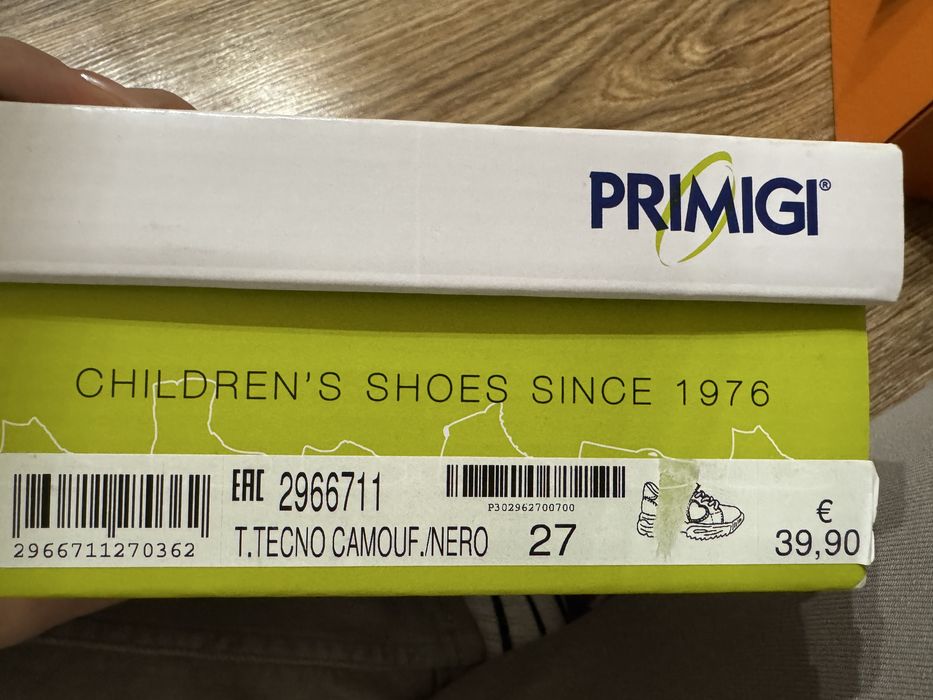 PRIMIGI®
CHILDREN'S SHOES SINCE 1976
EAC 2966711
P302962700700
€
2966711270362
T.TECNO CAMOUF./NERO 27
39,90